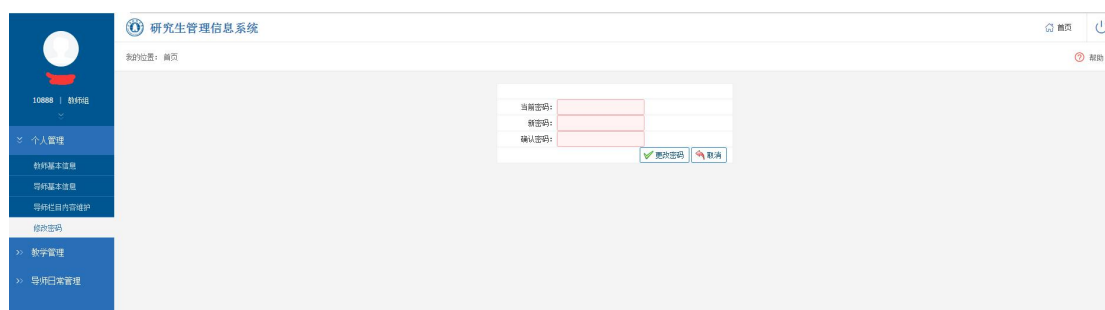 研究生管理信息系统
首页
我的位置： 首页
帮助
10888 | 教师组
个人管理
教师基本信息
导师基本信息
导师栏目内容维护
修改密码
教学管理
导师日常管理
当前密码：
新密码：
确认密码：
更改密码 取消